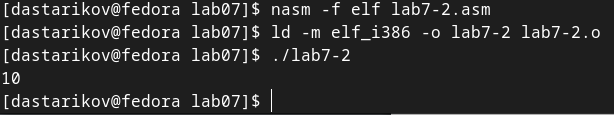 [dastarikov@fedora lab07]$ nasm -f elf lab7-2.asm
[dastarikov@fedora lab07]$ ld -m elf_i386 -o lab7-2 lab7-2.o
[dastarikov@fedora lab07]$ ./lab7-2
10
[dastarikov@fedora lab07]$